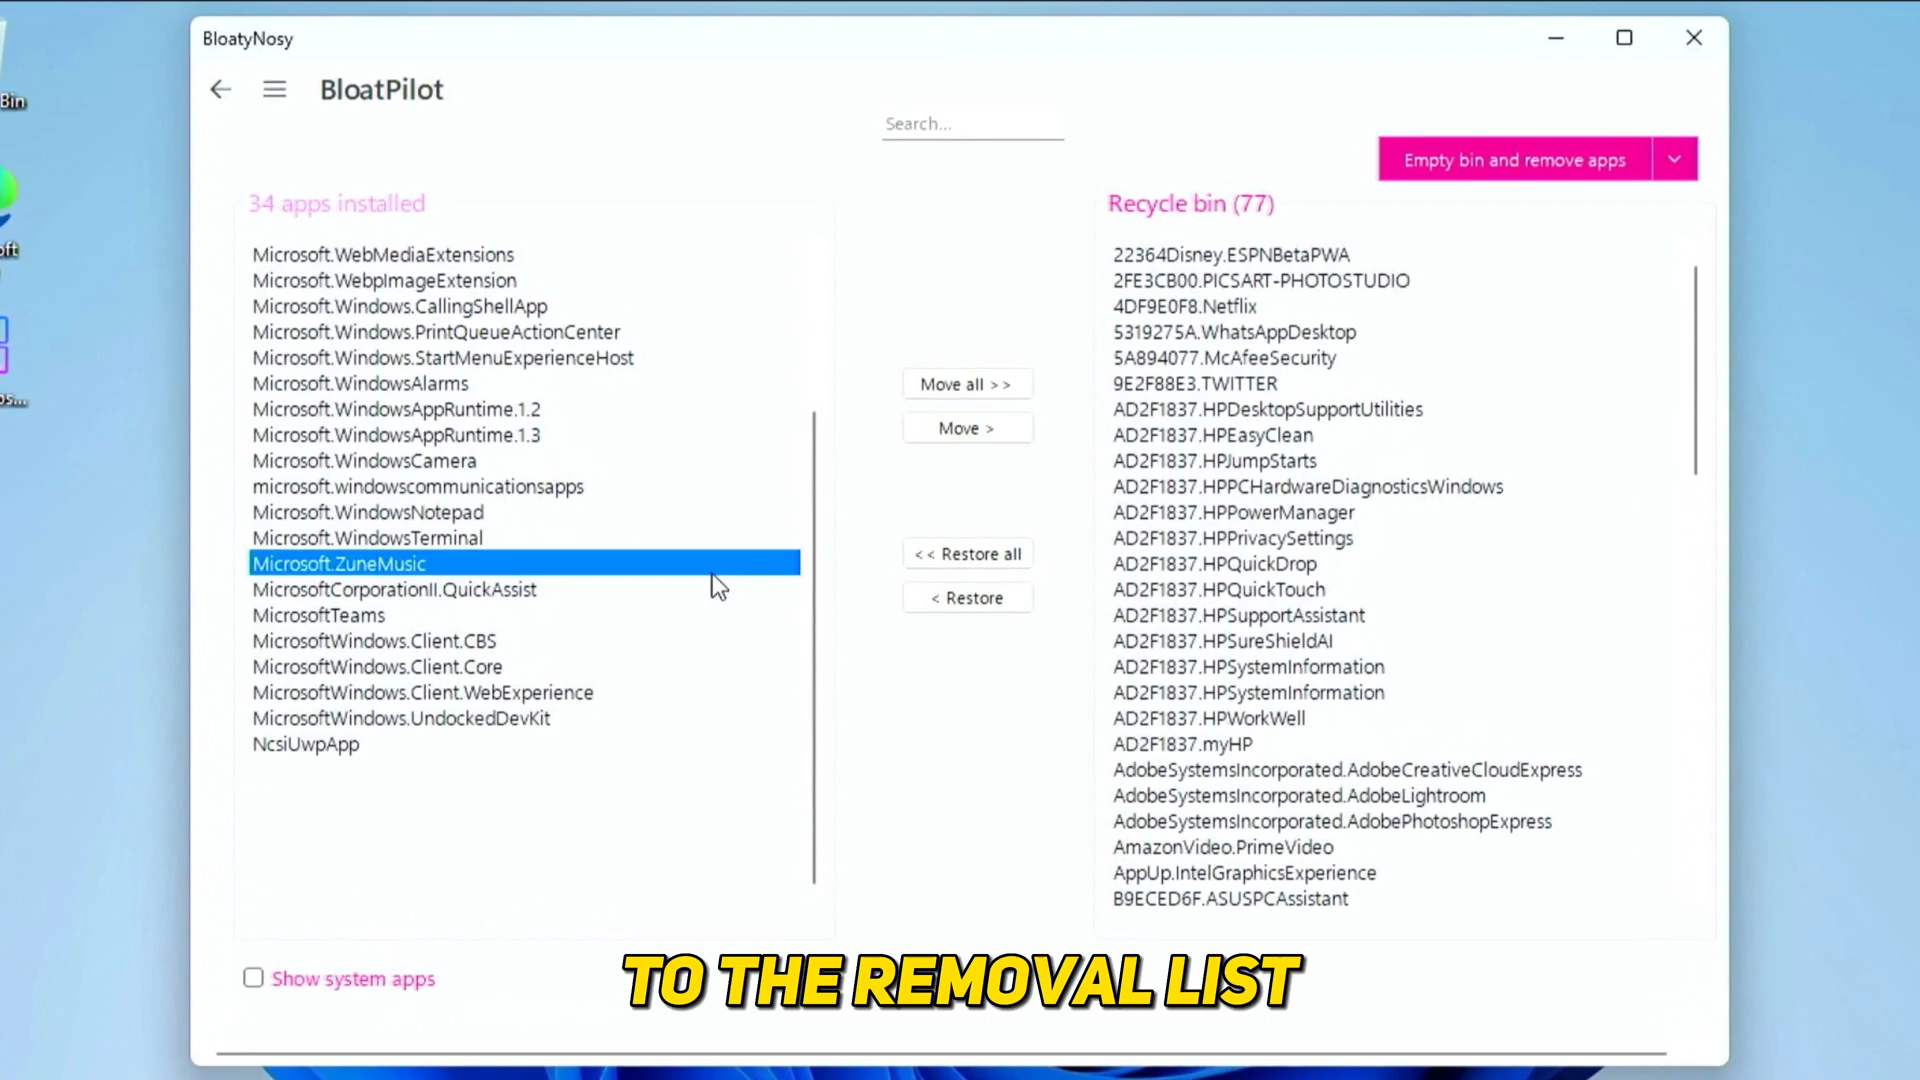 BloatyNosy
BloatPilot
Search...
Empty bin and remove apps
34 apps installed
Microsoft.WebMediaExtensions
Microsoft.WebpImageExtension
Microsoft.Windows.CallingShellApp
Microsoft.Windows.PrintQueueActionCenter
Microsoft.Windows.StartMenuExperienceHost
Microsoft.WindowsAlarms
Microsoft.WindowsAppRuntime.1.2
Microsoft.WindowsAppRuntime.1.3
Microsoft.WindowsCamera
microsoft.windowscommunicationsapps
Microsoft.WindowsNotepad
Microsoft.WindowsTerminal
Microsoft.ZuneMusic
MicrosoftCorporationII.QuickAssist
MicrosoftTeams
MicrosoftWindows.Client.CBS
MicrosoftWindows.Client.Core
MicrosoftWindows.Client.WebExperience
MicrosoftWindows.UndockedDevKit
NcsiUwpApp
Move all >>
Move >
<< Restore all
< Restore
Recycle bin (77)
22364Disney.ESPNBetaPWA
2FE3CB00.PICSART-PHOTOSTUDIO
4DF9E0F8.Netflix
5319275A.WhatsAppDesktop
5A894077.McAfeeSecurity
9E2F88E3.TWITTER
AD2F1837.HPDesktopSupportUtilities
AD2F1837.HPEasyClean
AD2F1837.HPJumpStarts
AD2F1837.HPPCHardwareDiagnosticsWindows
AD2F1837.HPPowerManager
AD2F1837.HPPrivacySettings
AD2F1837.HPQuickDrop
AD2F1837.HPQuickTouch
AD2F1837.HPSupportAssistant
AD2F1837.HPSureShieldAI
AD2F1837.HPSystemInformation
AD2F1837.HPSystemInformation
AD2F1837.HPWorkWell
AD2F1837.myHP
AdobeSystemsIncorporated.AdobeCreativeCloudExpress
AdobeSystemsIncorporated.AdobeLightroom
AdobeSystemsIncorporated.AdobePhotoshopExpress
AmazonVideo.PrimeVideo
AppUp.IntelGraphicsExperience
B9ECED6F.ASUSPCAssistant
Show system apps
TO THE REMOVAL LIST
Bin